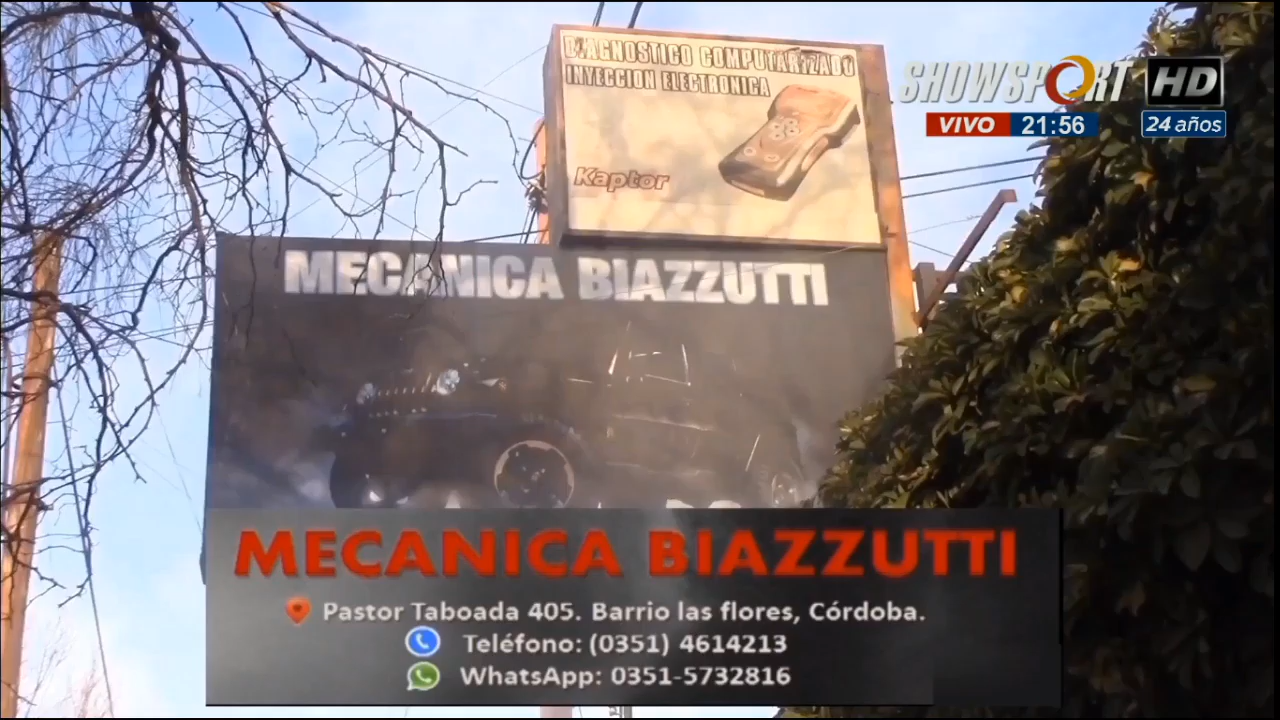 DIAGNOSTICO COMPUTARIZADO
INYECCION ELECTRONICA
Kaptor
SHOWSPORT HD
VIVO 21:56 24 años
MECANICA BIAZZUTTI
MECANICA BIAZZUTTI
Pastor Taboada 405. Barrio las flores, Córdoba.
Teléfono: (0351) 4614213
WhatsApp: 0351-5732816